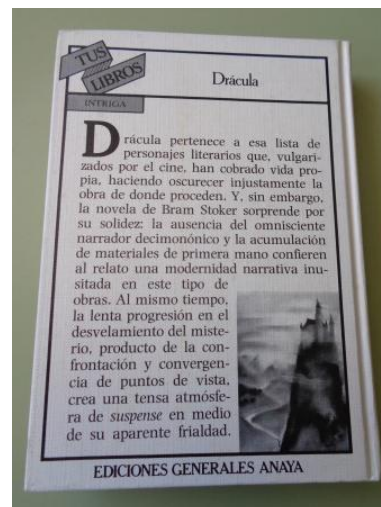 TUS
LIBROS
INTRIGA
Drácula
Drácula pertenece a esa lista de
personajes literarios que, vulgari-
zados por el cine, han cobrado vida pro-
pia, haciendo oscurecer injustamente la
obra de donde proceden. Y, sin embargo,
la novela de Bram Stoker sorprende por
su solidez: la ausencia del omnisciente
narrador decimonónico y la acumulación
de materiales de primera mano confieren
al relato una modernidad narrativa inu-
sitada en este tipo de
obras. Al mismo tiempo,
la lenta progresión en el
desvelamiento del miste-
rio, producto de la con-
frontación y convergen-
cia de puntos de vista,
crea una tensa atmósfe-
ra de suspense en medio
de su aparente frialdad.
EDICIONES GENERALES ANAYA